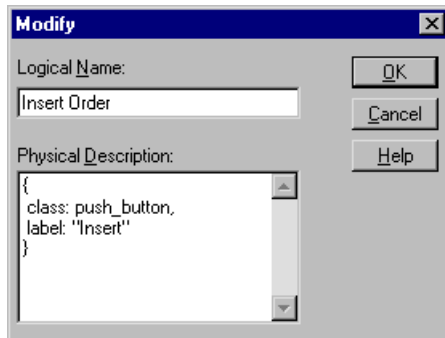 Modify
Logical Name:
Insert Order
Physical Description:
{
class: push_button,
label: "Insert"
}
OK
Cancel
Help